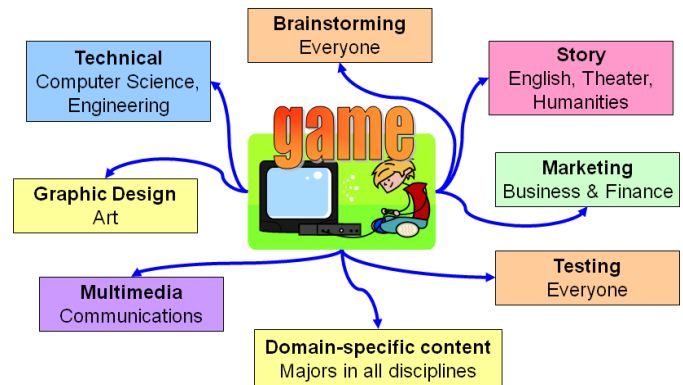 Brainstorming
Everyone
Technical
Computer Science,
Engineering
Story
English, Theater,
Humanities
game
Marketing
Business & Finance
Graphic Design
Art
Testing
Everyone
Multimedia
Communications
Domain-specific content
Majors in all disciplines